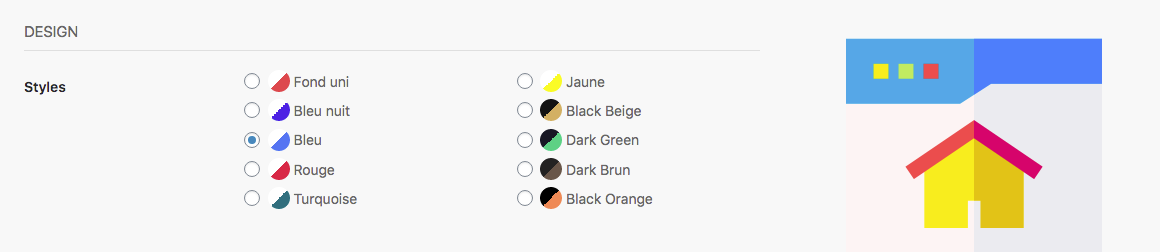 DESIGN
Styles
Fond uni
Jaune
Bleu nuit
Black Beige
Bleu
Dark Green
Rouge
Dark Brun
Turquoise
Black Orange